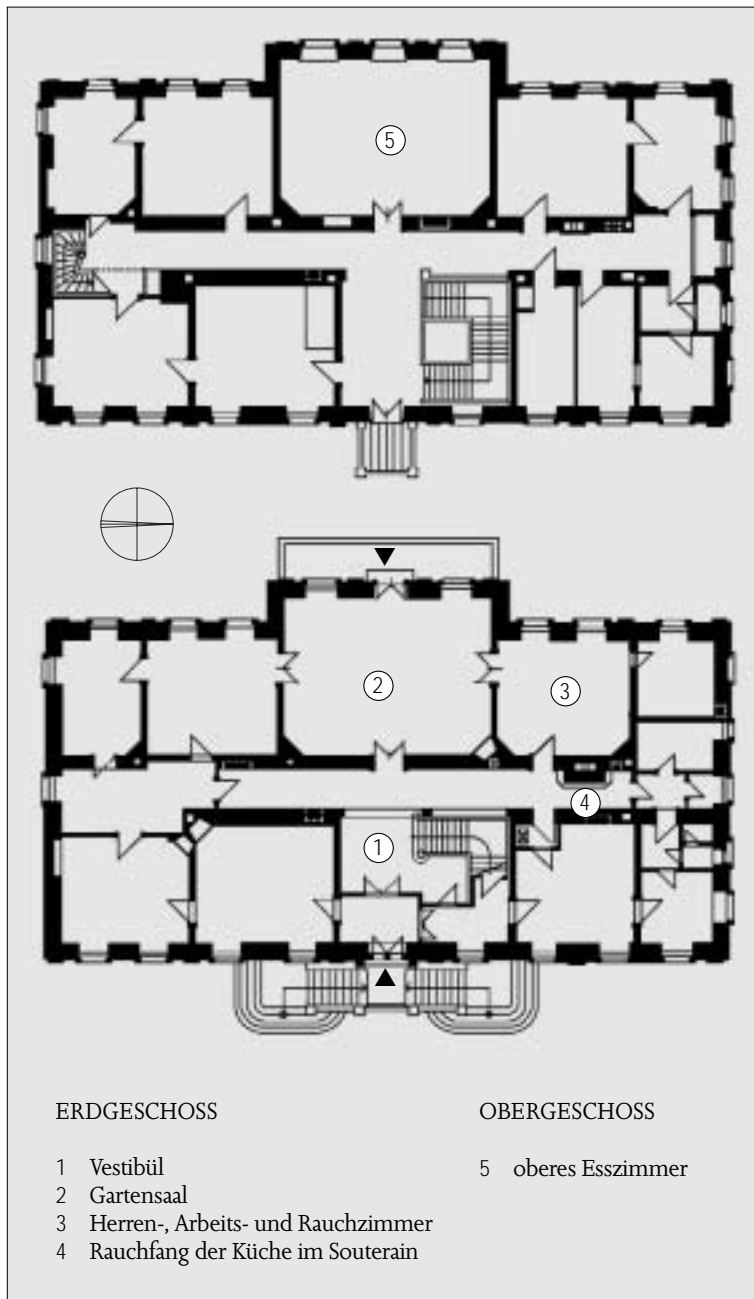 5
2
3
4
1
ERDGESCHOSS
1 Vestibül
2 Gartensaal
3 Herren-, Arbeits- und Rauchzimmer
4 Rauchfang der Küche im Souterain
OBERGESCHOSS
5 oberes Esszimmer